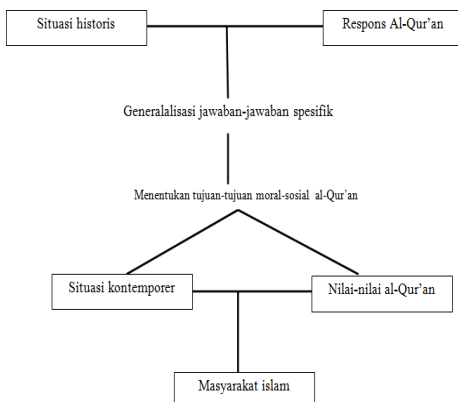 Situasi historis
Respons Al-Qur'an
Generalalisasi jawaban-jawaban spesifik
Menentukan tujuan-tujuan moral-sosial al-Qur'an
Situasi kontemporer
Nilai-nilai al-Qur'an
Masyarakat islam